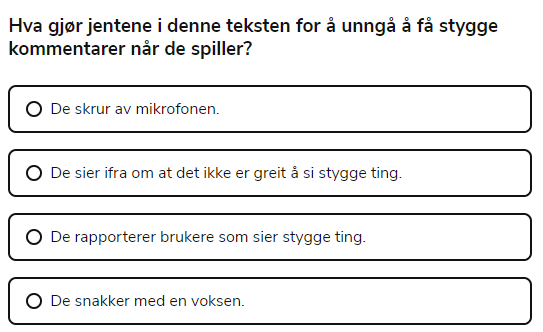 Hva gjør jentene i denne teksten for å unngå å få stygge
kommentarer når de spiller?
De skrur av mikrofonen.
De sier ifra om at det ikke er greit å si stygge ting.
De rapporterer brukere som sier stygge ting.
De snakker med en voksen.